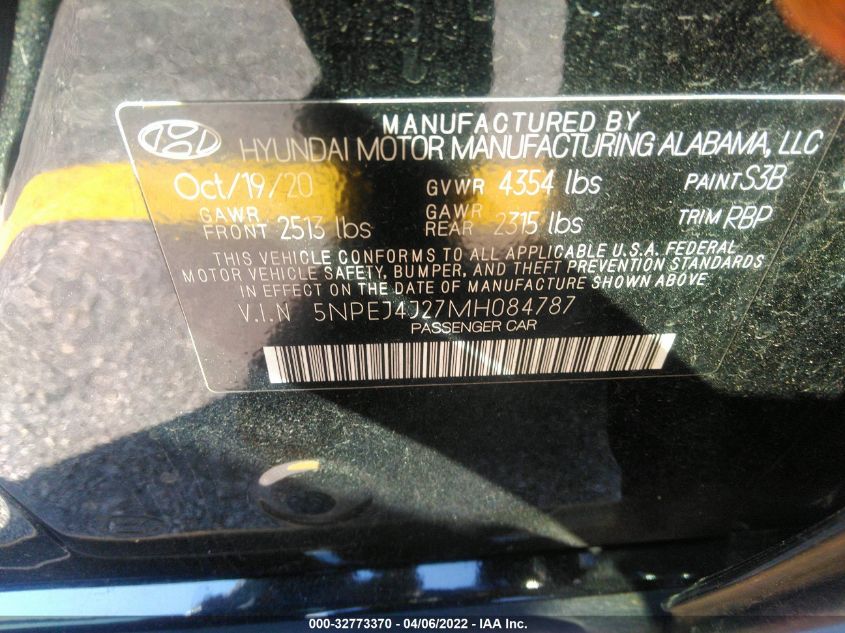 MANUFACTURED BY
HYUNDAI MOTOR MANUFACTURING ALABAMA, LLC
Oct/19/20 GVWR 4354 lbs PAINT S3B
GAWR FRONT 2513 lbs GAWR REAR 2315 lbs TRIM RBP
THIS VEHICLE CONFORMS TO ALL APPLICABLE U.S.A. FEDERAL
MOTOR VEHICLE SAFETY, BUMPER, AND THEFT PREVENTION STANDARDS
IN EFFECT ON THE DATE OF MANUFACTURE SHOWN ABOVE
V.I.N 5NPEJ4J27MH084787
PASSENGER CAR
000-32773370 - 04/06/2022 - IAA Inc.